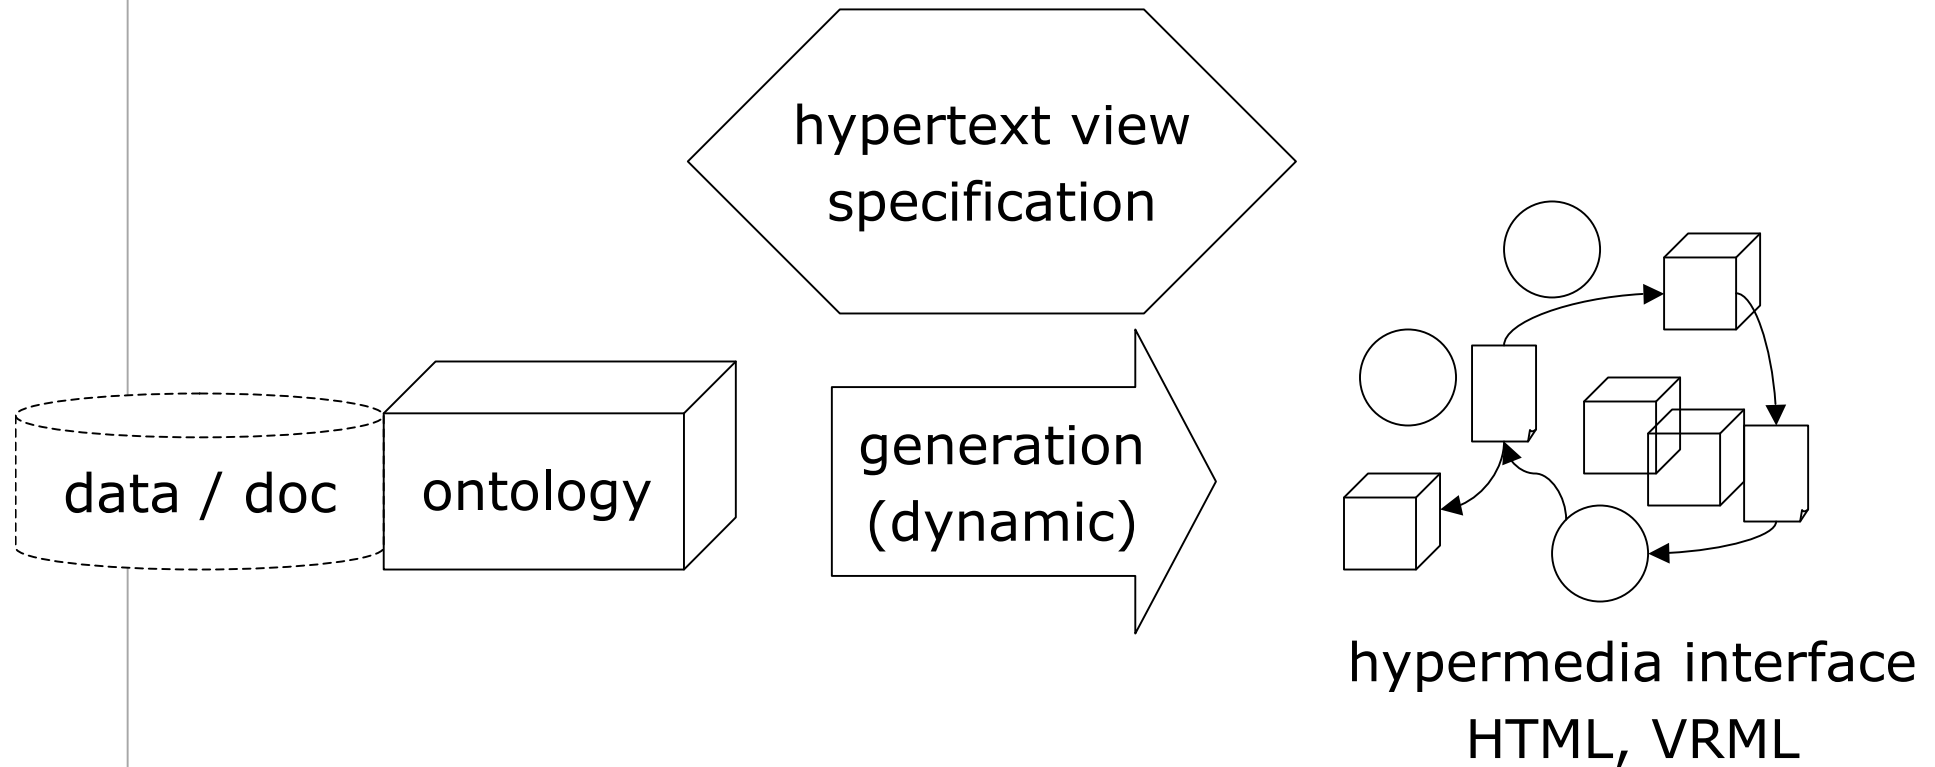 hypertext view
specification
data / doc
ontology
generation
(dynamic)
hypermedia interface
HTML, VRML